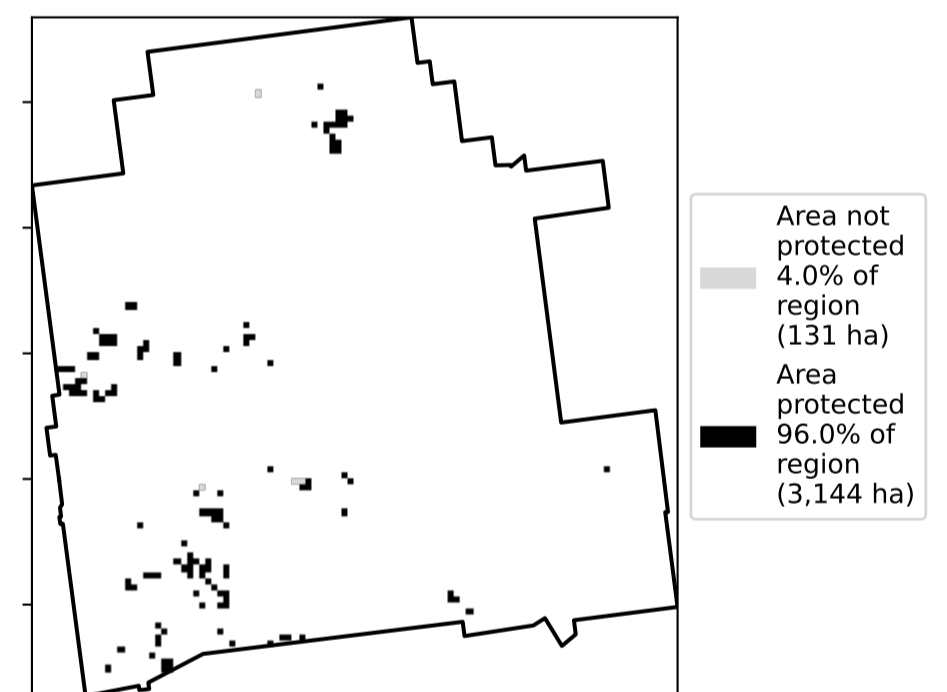 Area not
protected
4.0% of
region
(131 ha)
Area
protected
96.0% of
region
(3,144 ha)